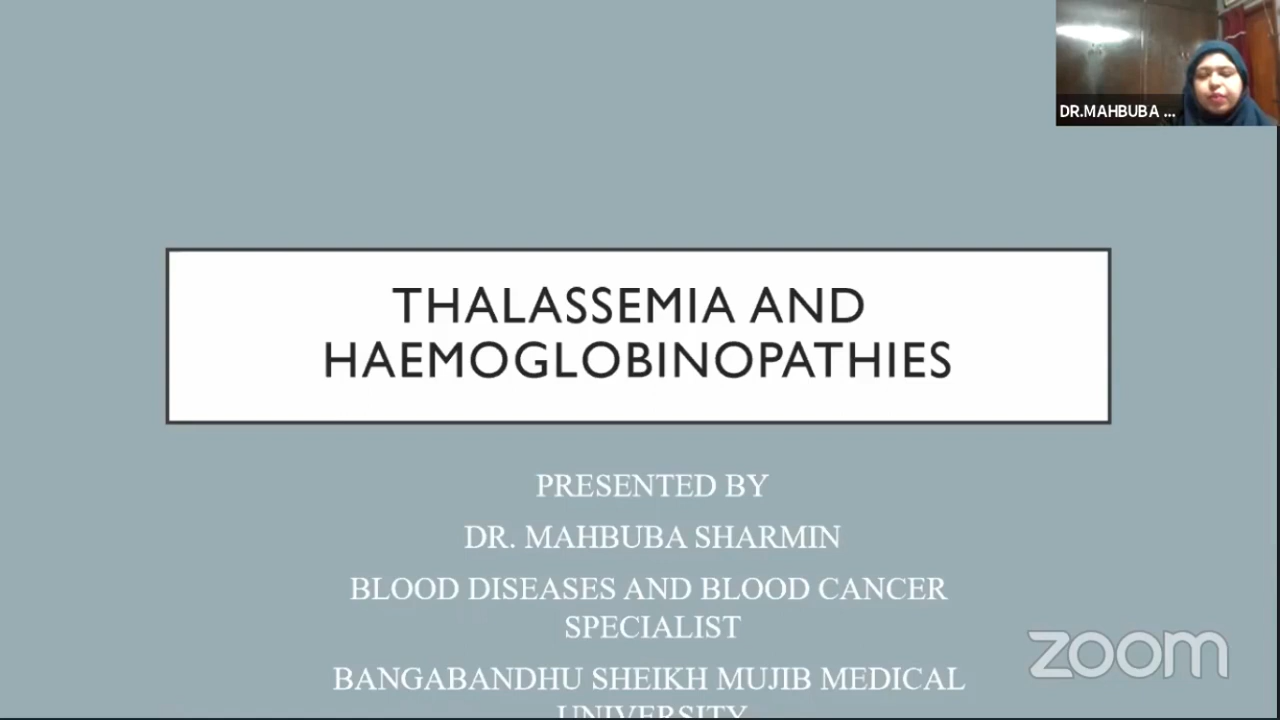 DR.MAHBUBA ...
THALASSEMIA AND
HAEMOGLOBINOPATHIES
PRESENTED BY
DR. MAHBUBA SHARMIN
BLOOD DISEASES AND BLOOD CANCER
SPECIALIST
BANGABANDHU SHEIKH MUJIB MEDICAL
UNIVERSITY
zoom